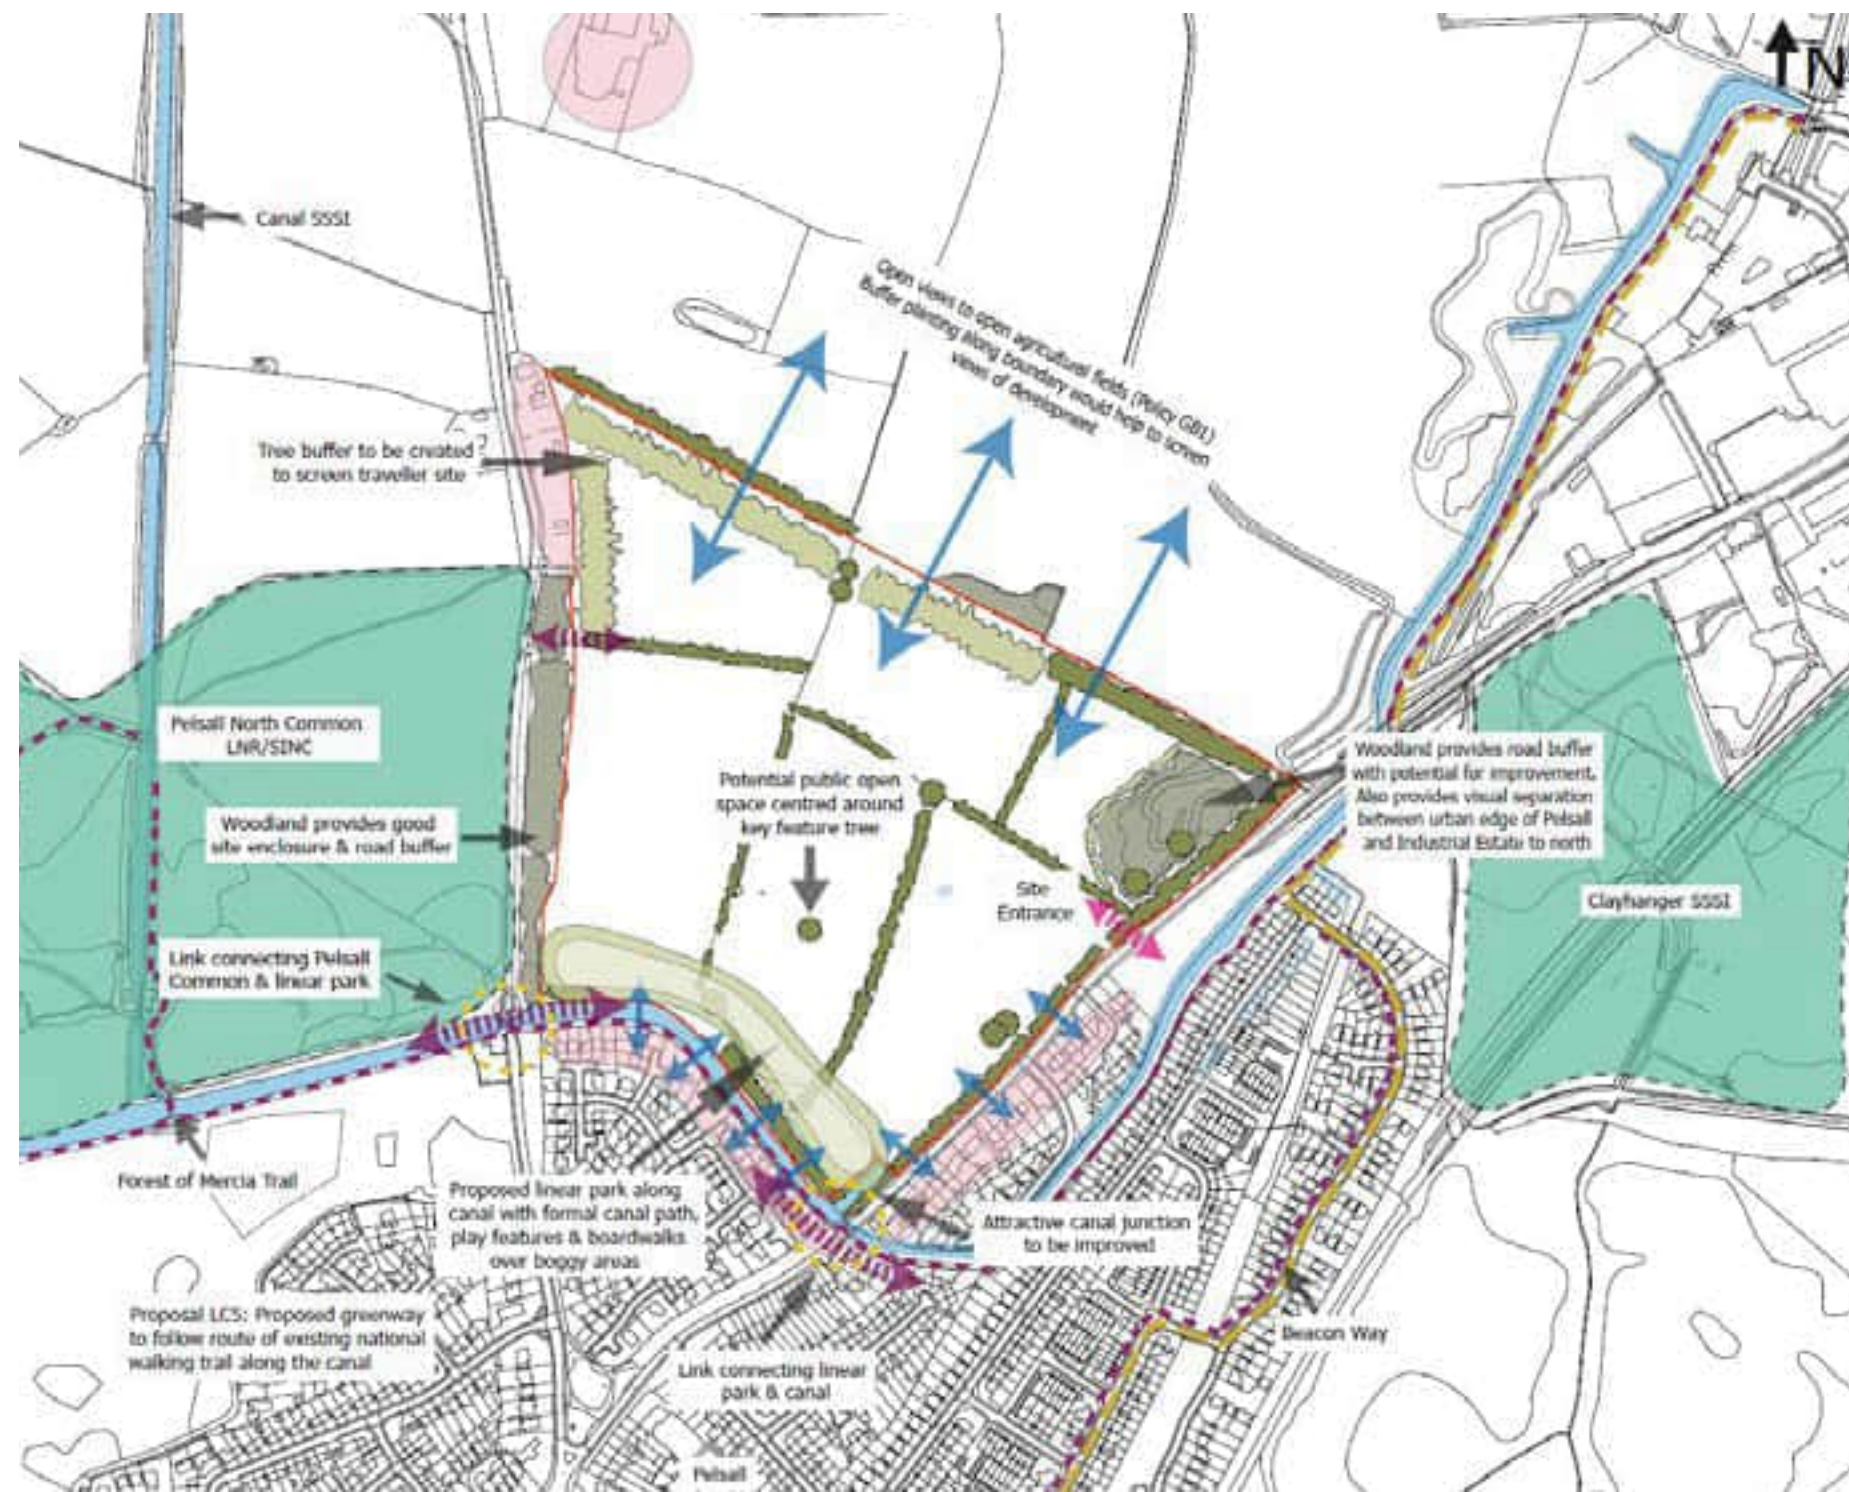 N
Canal SSSI
Open views to open agricultural fields (Policy GB1)
Buffer planting along boundary would help to screen
views of development.
Tree buffer to be created
to screen traveller site
Pelsall North Common
LNR/SINC
Woodland provides good
site enclosure & road buffer
Potential public open
space centred around
key feature tree
Woodland provides road buffer
with potential for improvement.
Also provides visual separation
between urban edge of Pelsall
and Industrial Estate to north
Site
Entrance
Clayhanger SSSI
Link connecting Pelsall
Common & linear park
Forest of Mercia Trail
Proposed linear park along
canal with formal canal path,
play features & boardwalks
over boggy areas
Attractive canal junction
to be improved
Proposal LC5: Proposed greenway
to follow route of existing national
walking trail along the canal
Beacon Way
Link connecting linear
park & canal
Pelsall